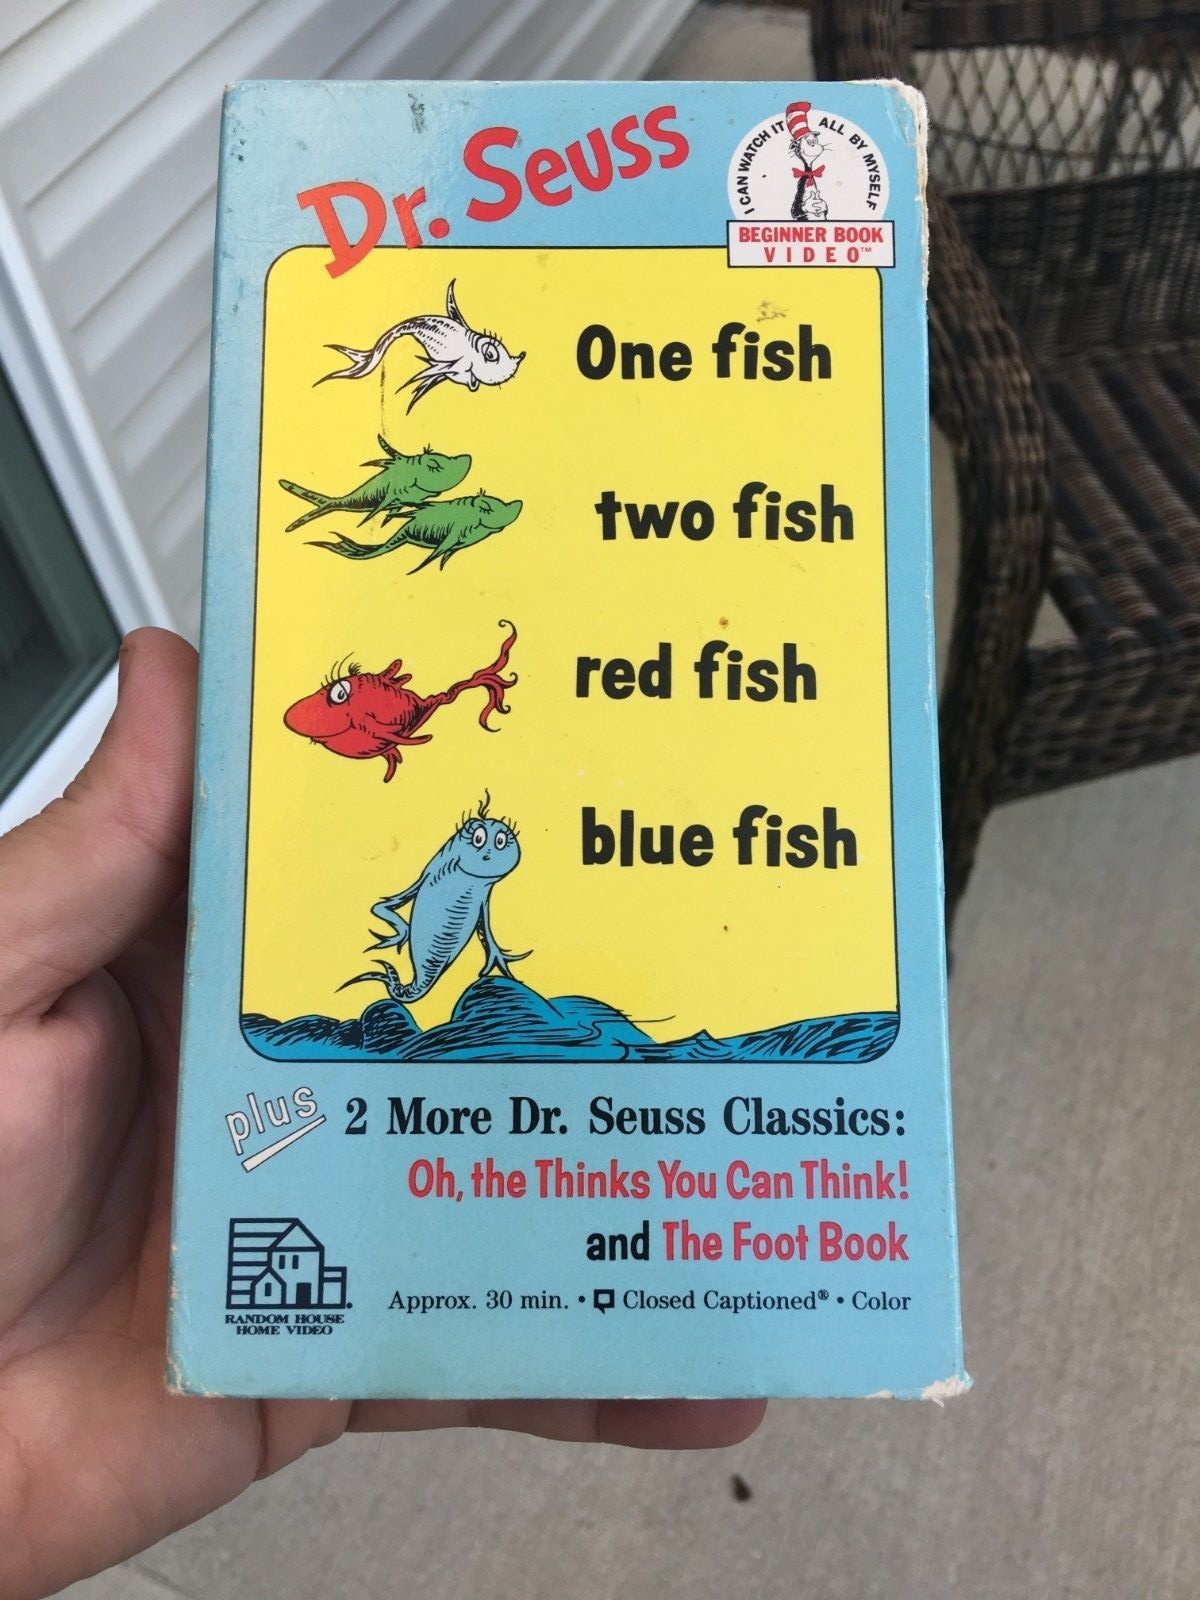 Dr. Seuss
I CAN WATCH IT ALL BY MYSELF
BEGINNER BOOK
VIDEO™
One fish
two fish
red fish
blue fish
plus 2 More Dr. Seuss Classics:
Oh, the Thinks You Can Think!
and The Foot Book
Approx. 30 min. • Closed Captioned® • Color
RANDOM HOUSE
HOME VIDEO